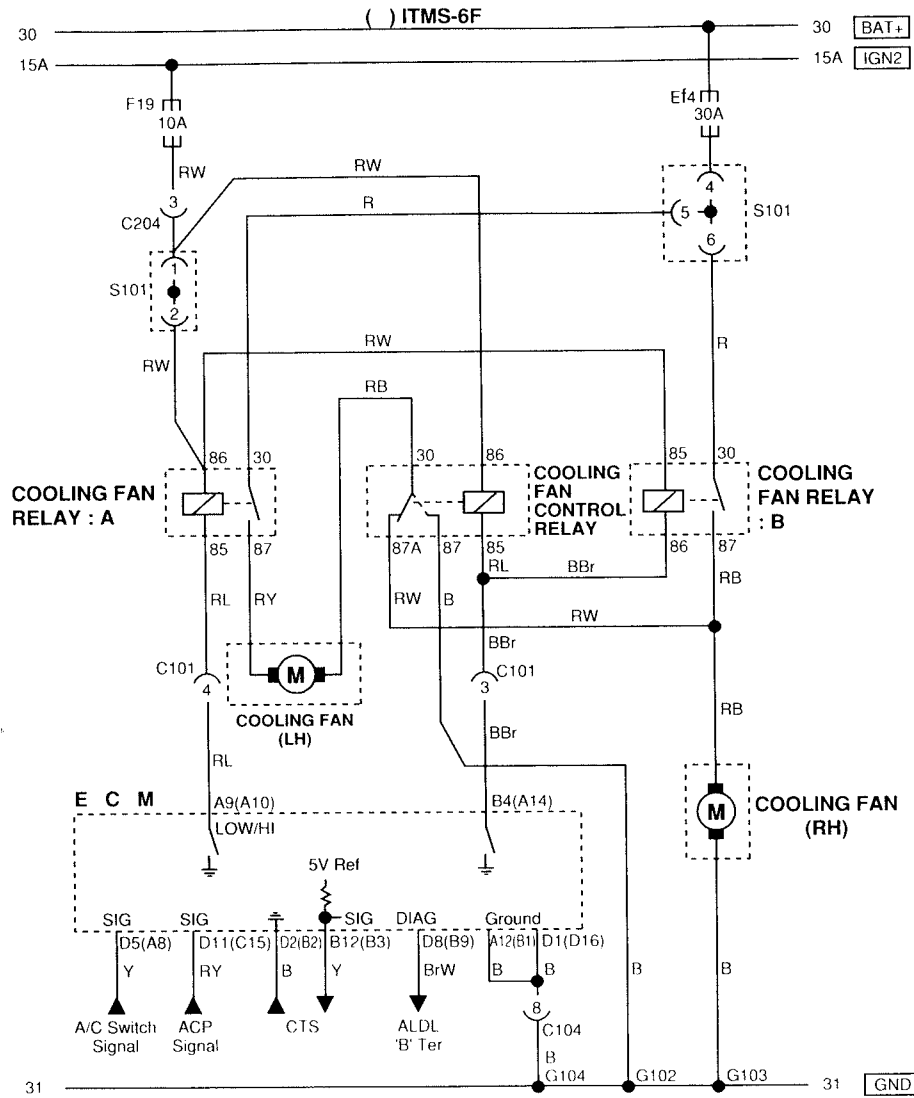 ( ) ITMS-6F
30
30
BAT+
15A
15A
IGN2
F19
10A
Ef4
30A
RW
RW
3
4
R
5
S101
C204
6
1
S101
2
R
RW
RW
RB
86
30
30
86
85
30
COOLING FAN
RELAY : A
COOLING
FAN
CONTROL
RELAY
COOLING
FAN RELAY
: B
85
87
87A
87
85
86
87
RL
BBr
RB
RL
RY
RW
B
RW
BBr
C101
4
M
C101
3
RB
COOLING FAN
(LH)
BBr
RL
E C M
A9(A10)
B4(A14)
M
COOLING FAN
(RH)
LOW/HI
5V Ref
SIG
SIG
SIG
DIAG
Ground
D5(A8)
D11(C15)
D2(B2)
B12(B3)
D8(B9)
A12(B1)
D1(D16)
Y
RY
B
Y
BrW
B
B
B
B
8
A/C Switch
Signal
ACP
Signal
CTS
ALDL
'B' Ter
C104
B
G104
G102
G103
31
31
GND